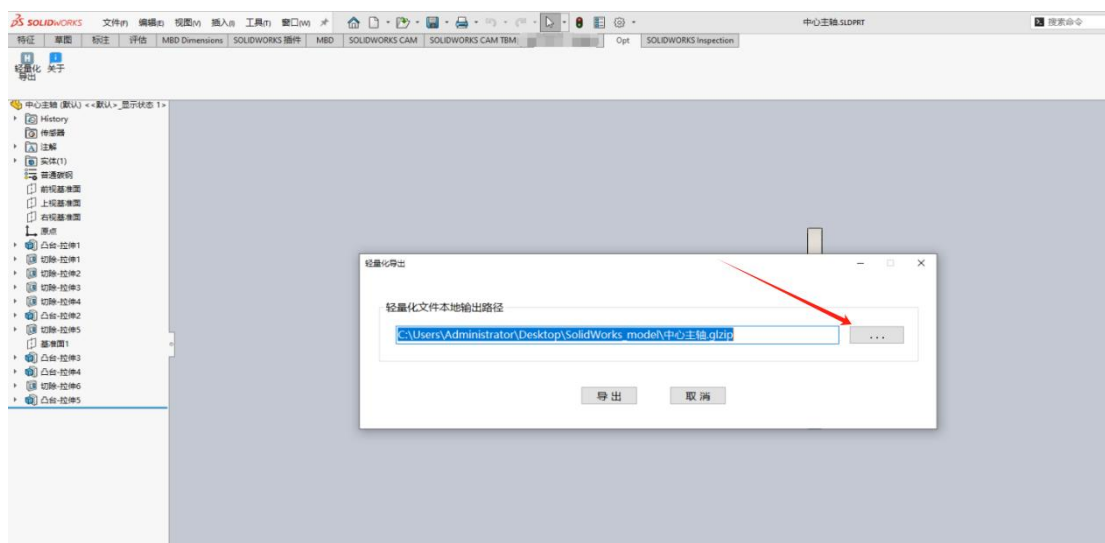 SOLIDWORKS 文件(F) 编辑(E) 视图(V) 插入(I) 工具(T) 窗口(W) 中心主轴.SLDPRT 搜索命令
特征 草图 标注 评估 MBD Dimensions SOLIDWORKS 插件 MBD SOLIDWORKS CAM SOLIDWORKS CAM TBM Opt SOLIDWORKS Inspection
轻量化 关于
导出
中心主轴 (默认) <<默认>_显示状态 1>
History
传感器
注解
实体(1)
普通碳钢
前视基准面
上视基准面
右视基准面
原点
凸台-拉伸1
切除-拉伸1
切除-拉伸2
切除-拉伸3
切除-拉伸4
凸台-拉伸2
切除-拉伸5
基准面1
凸台-拉伸3
凸台-拉伸4
切除-拉伸6
凸台-拉伸5
轻量化导出
轻量化文件本地输出路径
C:\Users\Administrator\Desktop\SolidWorks_model\中心主轴.glzip ...
导出 取消